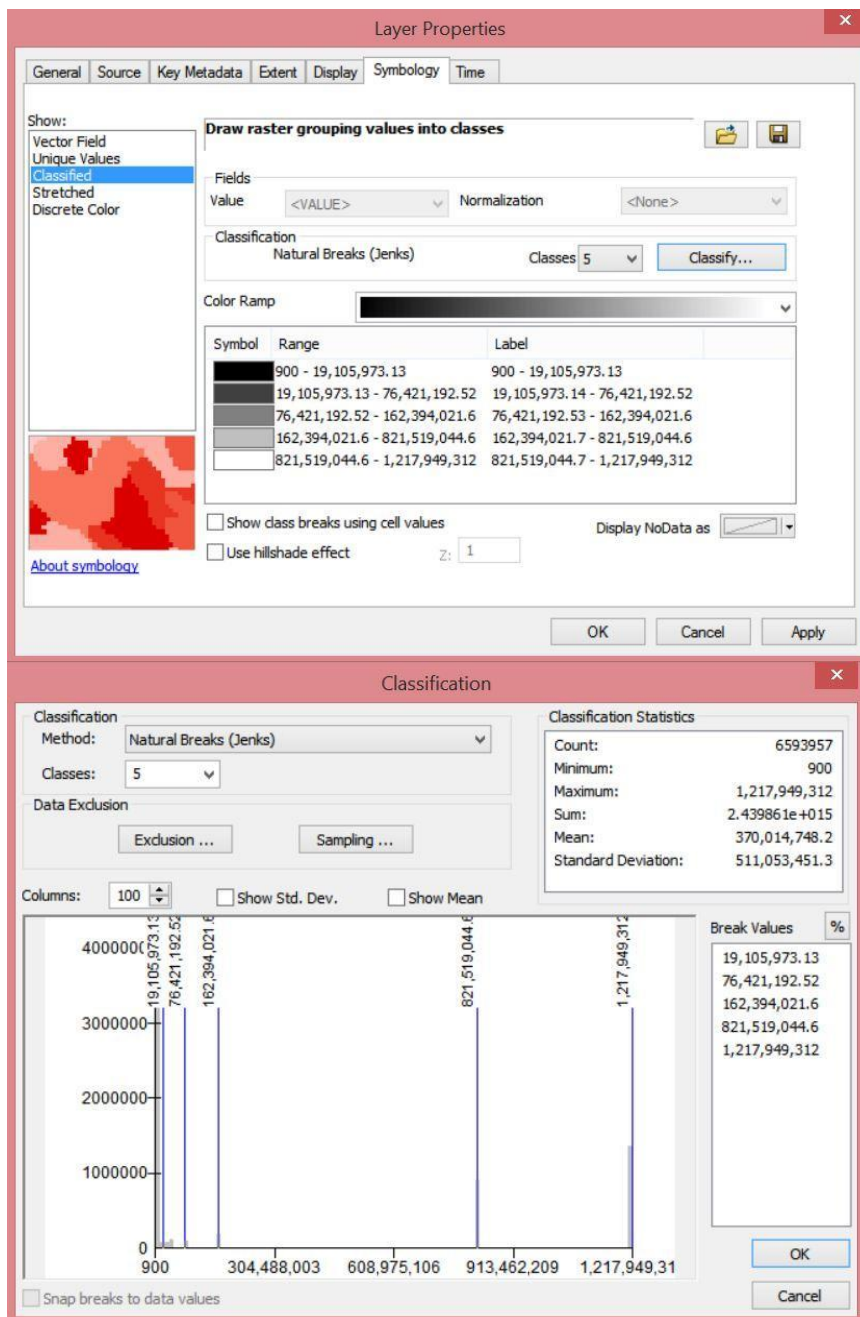 Layer Properties
General Source Key Metadata Extent Display Symbology Time
Show:
Vector Field
Unique Values
Classified
Stretched
Discrete Color
About symbology
Draw raster grouping values into classes
Fields
Value <VALUE> Normalization <None>
Classification
Natural Breaks (Jenks) Classes 5 Classify...
Color Ramp
Symbol Range Label
900 - 19,105,973.13 900 - 19,105,973.13
19,105,973.13 - 76,421,192.52 19,105,973.14 - 76,421,192.52
76,421,192.52 - 162,394,021.6 76,421,192.53 - 162,394,021.6
162,394,021.6 - 821,519,044.6 162,394,021.7 - 821,519,044.6
821,519,044.6 - 1,217,949,312 821,519,044.7 - 1,217,949,312
Show class breaks using cell values Display NoData as
Use hillshade effect Z: 1
OK Cancel Apply
Classification
Classification
Method: Natural Breaks (Jenks)
Classes: 5
Data Exclusion
Exclusion ... Sampling ...
Classification Statistics
Count: 6593957
Minimum: 900
Maximum: 1,217,949,312
Sum: 2.439861e+015
Mean: 370,014,748.2
Standard Deviation: 511,053,451.3
Columns: 100 Show Std. Dev. Show Mean
19,105,973.13
76,421,192.52
162,394,021.6
821,519,044.6
1,217,949,312
4000000
3000000
2000000
1000000
0
900 304,488,003 608,975,106 913,462,209 1,217,949,31
Break Values %
19,105,973.13
76,421,192.52
162,394,021.6
821,519,044.6
1,217,949,312
OK
Snap breaks to data values
Cancel